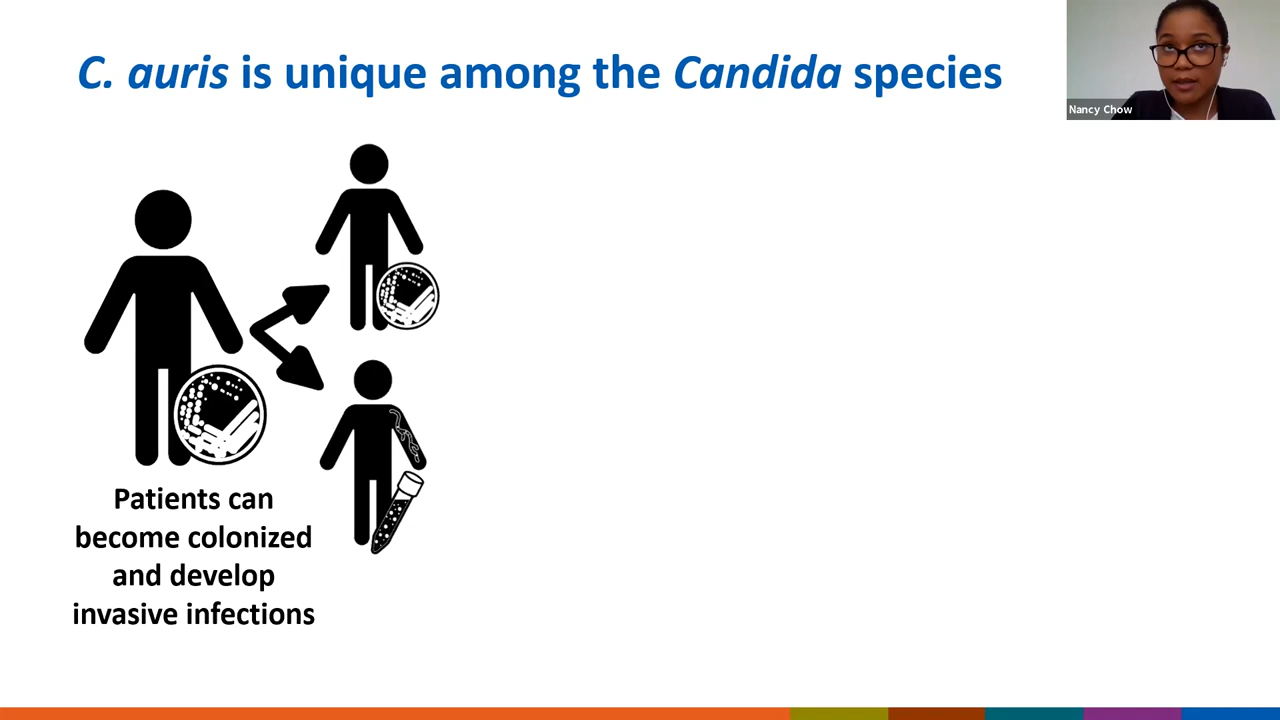 C. auris is unique among the Candida species
Nancy Chow
Patients can
become colonized
and develop
invasive infections